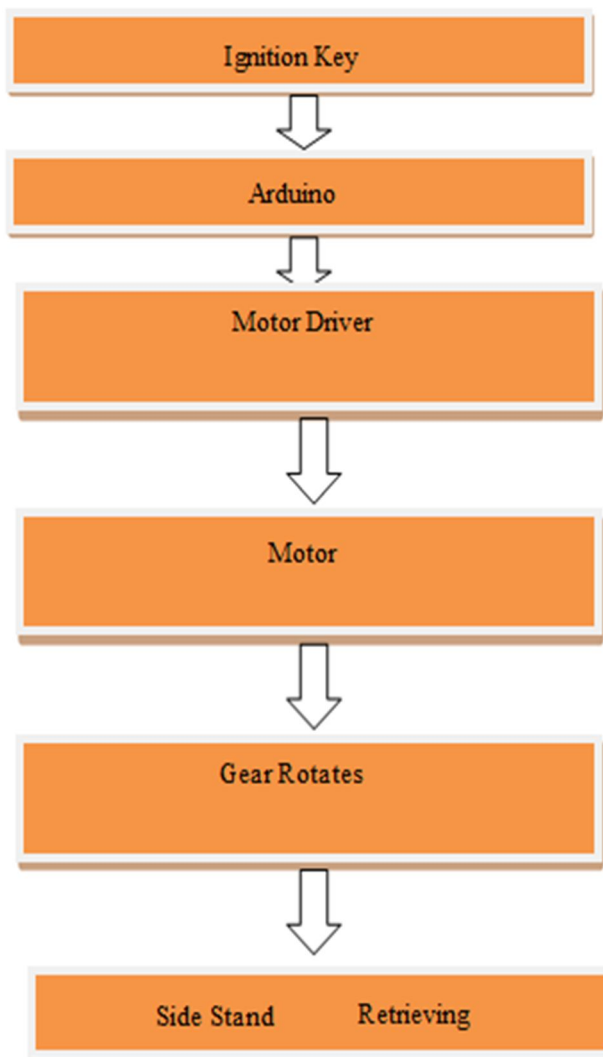 Ignition Key
Arduino
Motor Driver
Motor
Gear Rotates
Side Stand Retrieving